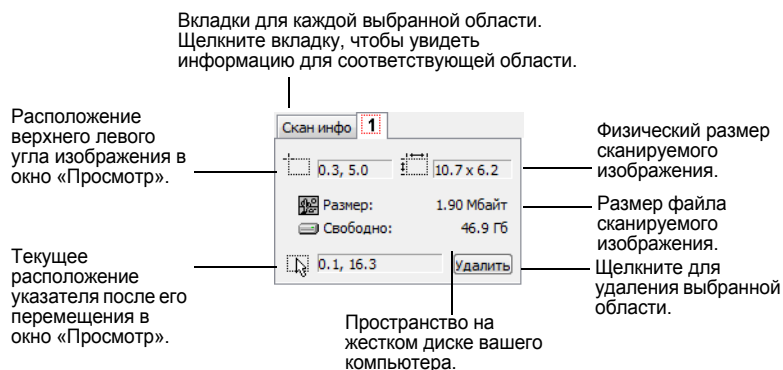 Вкладки для каждой выбранной области.
Щелкните вкладку, чтобы увидеть
информацию для соответствующей области.
Расположение
верхнего левого
угла изображения в
окно «Просмотр».
Скан инфо 1
0.3, 5.0 10.7 x 6.2
Размер: 1.90 Мбайт
Свободно: 46.9 Гб
0.1, 16.3 Удалить
Физический размер
сканируемого
изображения.
Размер файла
сканируемого
изображения.
Текущее
расположение
указателя после его
перемещения в
окно «Просмотр».
Щелкните для
удаления выбранной
области.
Пространство на
жестком диске вашего
компьютера.